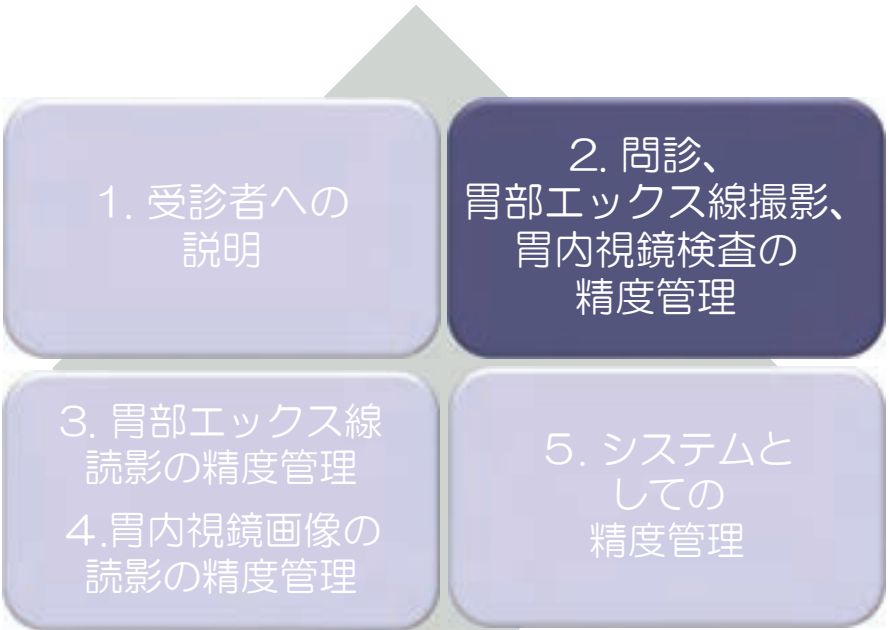 1. 受診者への
説明
2. 問診、
胃部エックス線撮影、
胃内視鏡検査の
精度管理
3. 胃部エックス線
読影の精度管理
4.胃内視鏡画像の
読影の精度管理
5. システムと
しての
精度管理